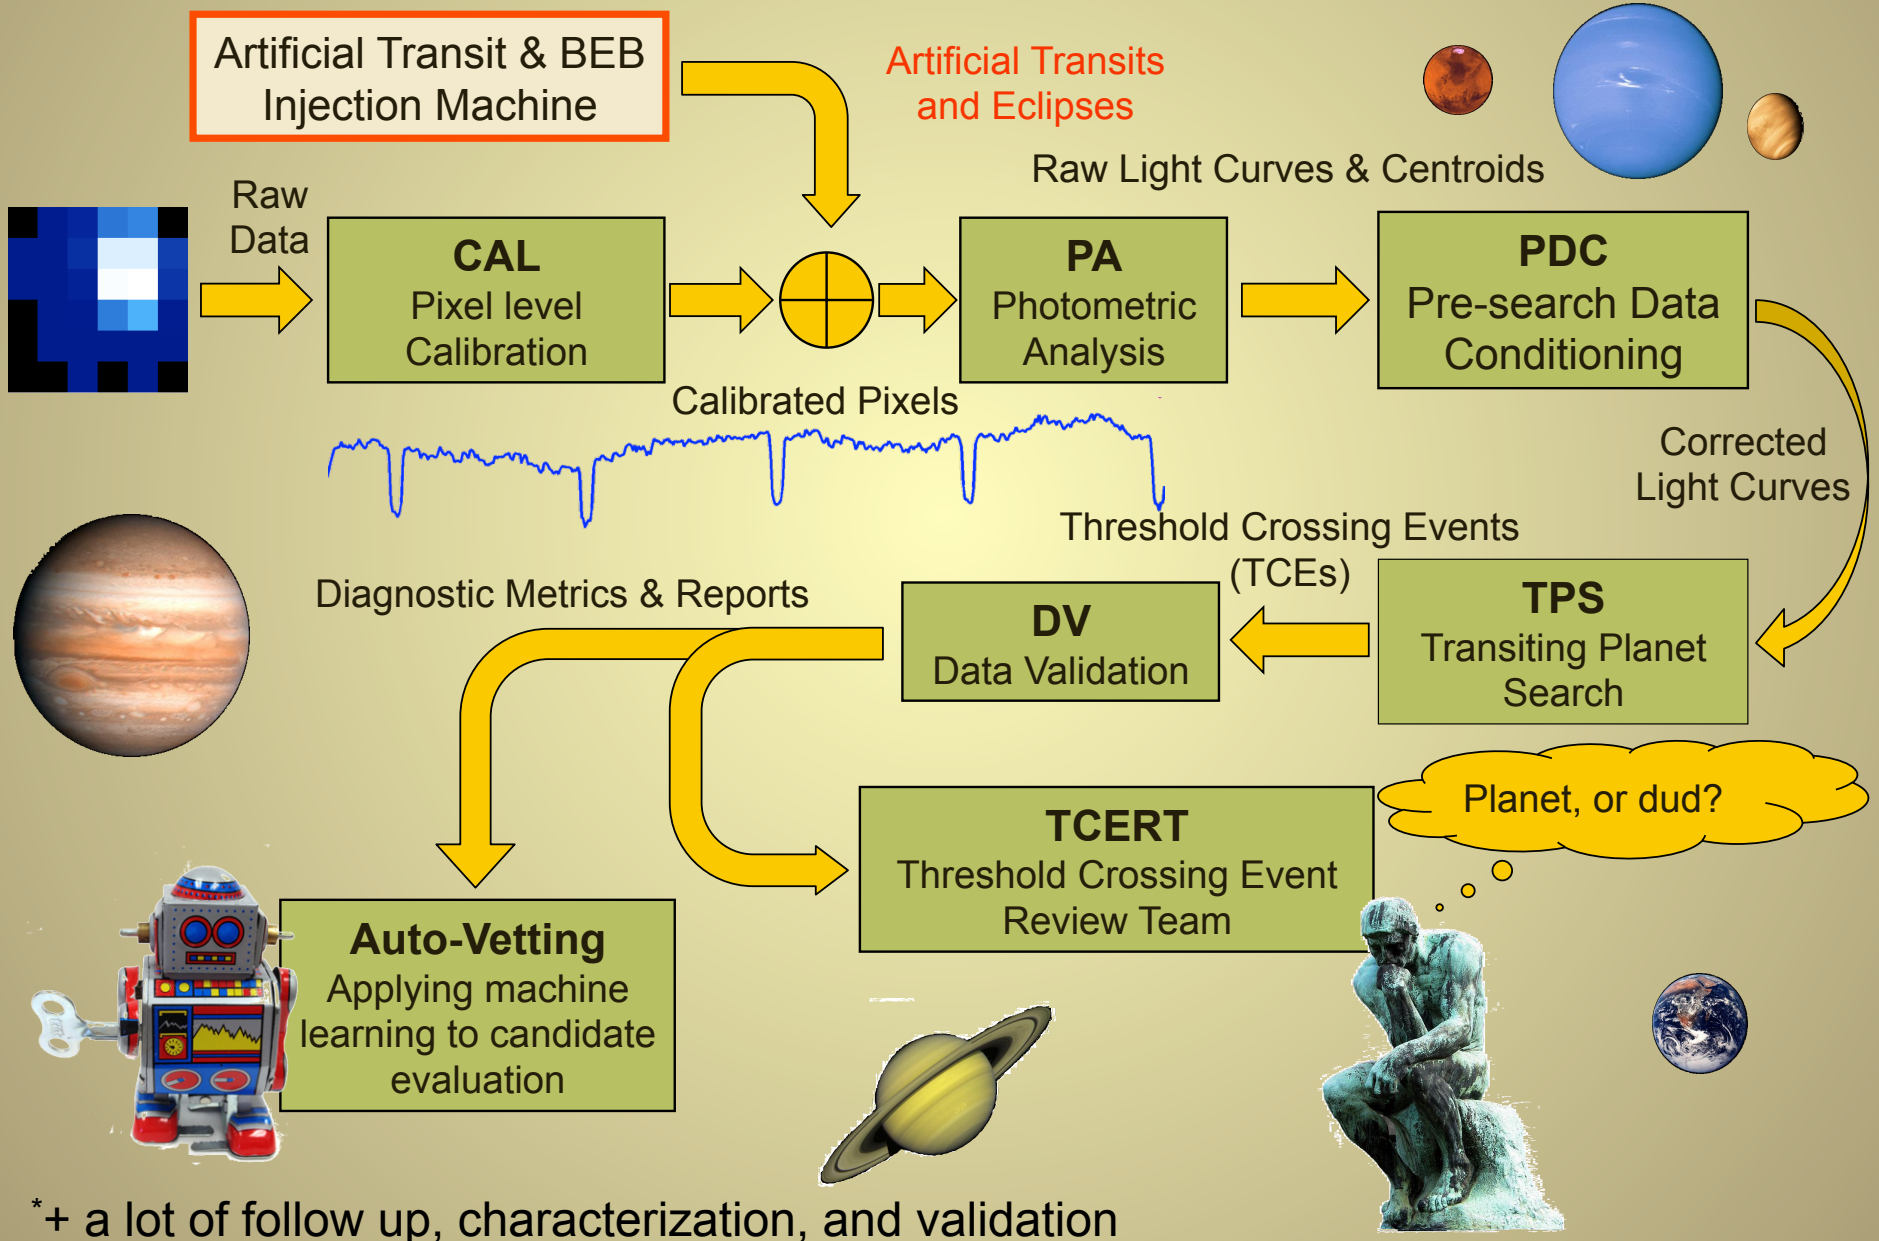 Artificial Transit & BEB
Injection Machine
Artificial Transits
and Eclipses
Raw Light Curves & Centroids
Raw
Data
CAL
Pixel level
Calibration
PA
Photometric
Analysis
PDC
Pre-search Data
Conditioning
Calibrated Pixels
Corrected
Light Curves
Threshold Crossing Events
(TCEs)
TPS
Transiting Planet
Search
DV
Data Validation
Diagnostic Metrics & Reports
TCERT
Threshold Crossing Event
Review Team
Planet, or dud?
Auto-Vetting
Applying machine
learning to candidate
evaluation
*+ a lot of follow up, characterization, and validation